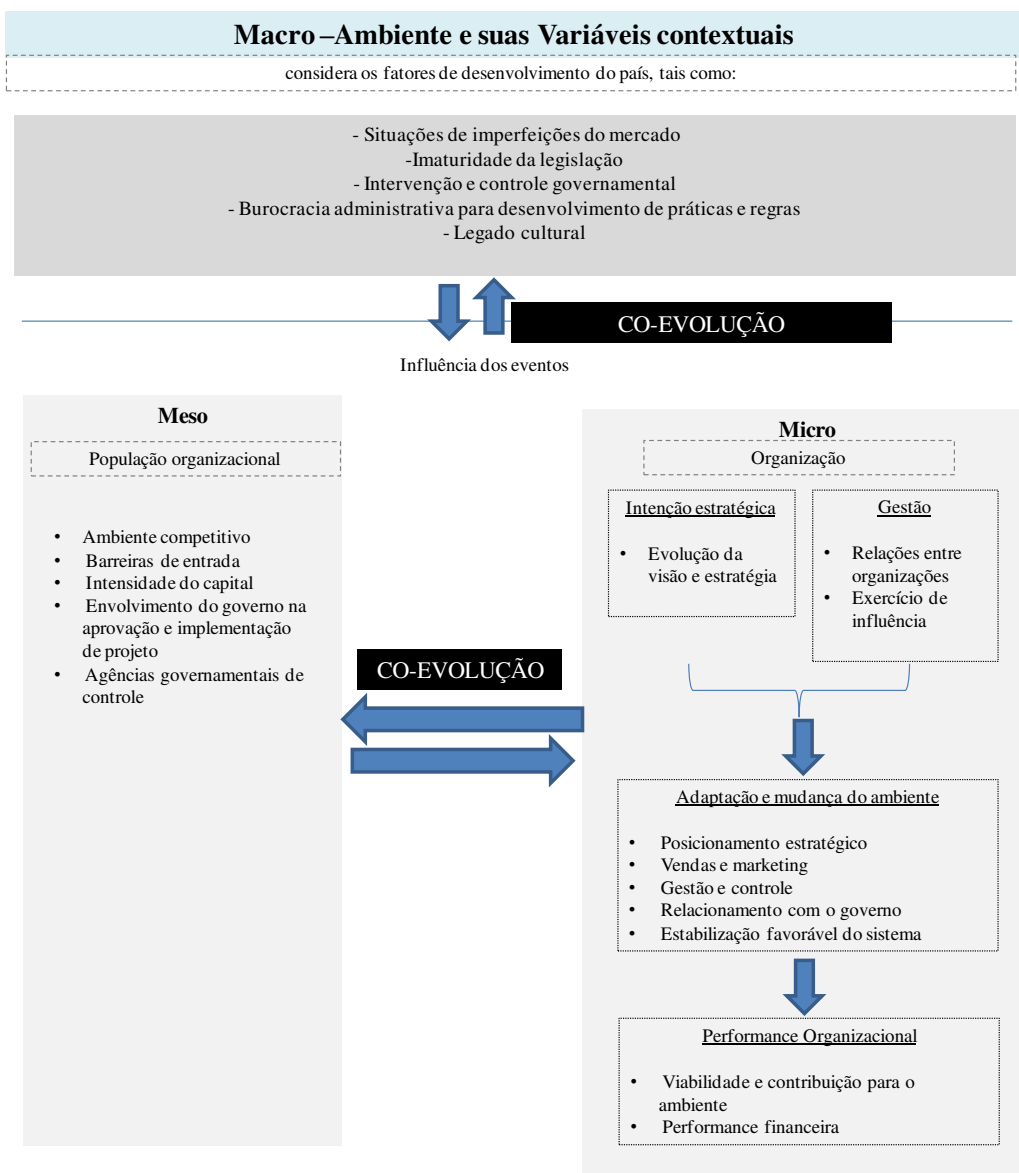 Macro –Ambiente e suas Variáveis contextuais
considera os fatores de desenvolvimento do país, tais como:
- Situações de imperfeições do mercado
-Imaturidade da legislação
- Intervenção e controle governamental
- Burocracia administrativa para desenvolvimento de práticas e regras
- Legado cultural
CO-EVOLUÇÃO
Influência dos eventos
Meso
População organizacional
• Ambiente competitivo
• Barreiras de entrada
• Intensidade do capital
• Envolvimento do governo na
aprovação e implementação
de projeto
• Agências governamentais de
controle
CO-EVOLUÇÃO
Micro
Organização
Intenção estratégica
• Evolução da
visão e estratégia
Gestão
• Relações entre
organizações
• Exercício de
influência
Adaptação e mudança do ambiente
• Posicionamento estratégico
• Vendas e marketing
• Gestão e controle
• Relacionamento com o governo
• Estabilização favorável do sistema
Performance Organizacional
• Viabilidade e contribuição para o
ambiente
• Performance financeira